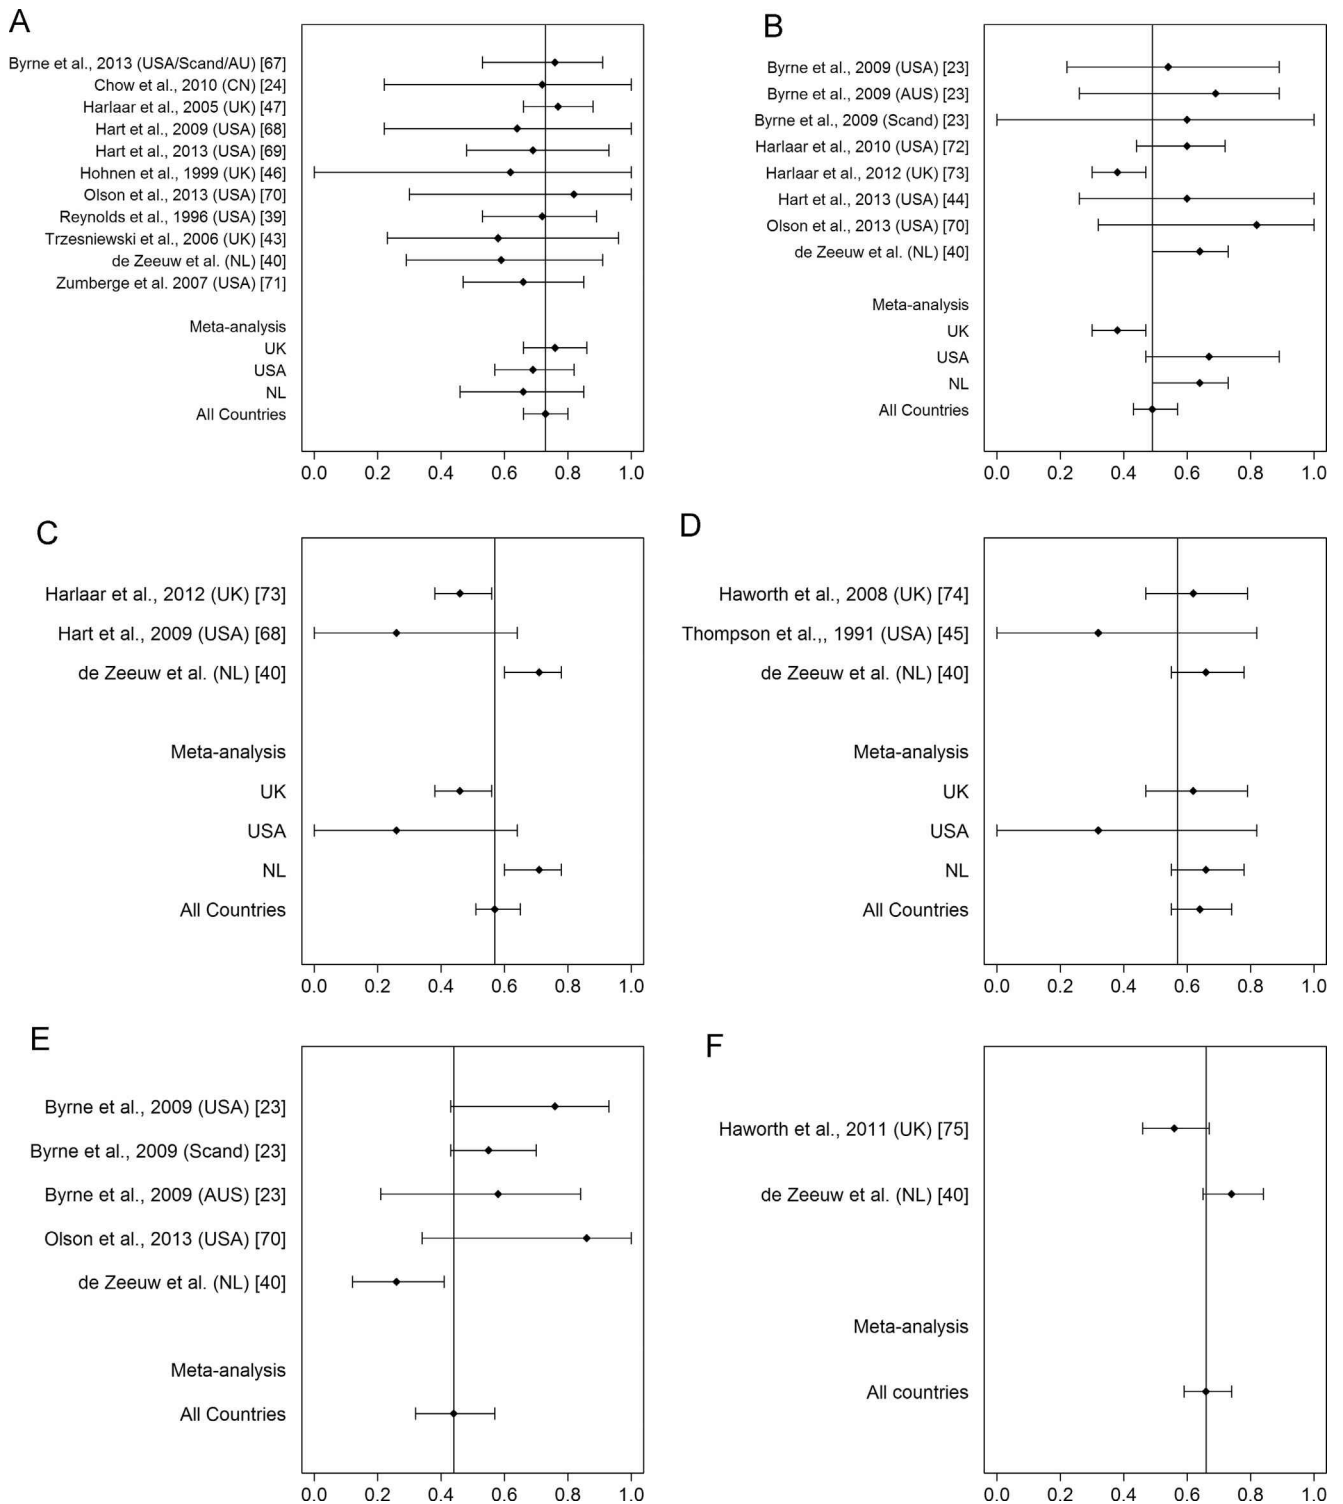 A
Byrne et al., 2013 (USA/Scand/AU) [67]
Chow et al., 2010 (CN) [24]
Harlaar et al., 2005 (UK) [47]
Hart et al., 2009 (USA) [68]
Hart et al., 2013 (USA) [69]
Hohnen et al., 1999 (UK) [46]
Olson et al., 2013 (USA) [70]
Reynolds et al., 1996 (USA) [39]
Trzesniewski et al., 2006 (UK) [43]
de Zeeuw et al. (NL) [40]
Zumberge et al. 2007 (USA) [71]
Meta-analysis
UK
USA
NL
All Countries
0.0 0.2 0.4 0.6 0.8 1.0
B
Byrne et al., 2009 (USA) [23]
Byrne et al., 2009 (AUS) [23]
Byrne et al., 2009 (Scand) [23]
Harlaar et al., 2010 (USA) [72]
Harlaar et al., 2012 (UK) [73]
Hart et al., 2013 (USA) [44]
Olson et al., 2013 (USA) [70]
de Zeeuw et al. (NL) [40]
Meta-analysis
UK
USA
NL
All Countries
0.0 0.2 0.4 0.6 0.8 1.0
C
Harlaar et al., 2012 (UK) [73]
Hart et al., 2009 (USA) [68]
de Zeeuw et al. (NL) [40]
Meta-analysis
UK
USA
NL
All Countries
0.0 0.2 0.4 0.6 0.8 1.0
D
Haworth et al., 2008 (UK) [74]
Thompson et al.,, 1991 (USA) [45]
de Zeeuw et al. (NL) [40]
Meta-analysis
UK
USA
NL
All Countries
0.0 0.2 0.4 0.6 0.8 1.0
E
Byrne et al., 2009 (USA) [23]
Byrne et al., 2009 (Scand) [23]
Byrne et al., 2009 (AUS) [23]
Olson et al., 2013 (USA) [70]
de Zeeuw et al. (NL) [40]
Meta-analysis
All Countries
0.0 0.2 0.4 0.6 0.8 1.0
F
Haworth et al., 2011 (UK) [75]
de Zeeuw et al. (NL) [40]
Meta-analysis
All countries
0.0 0.2 0.4 0.6 0.8 1.0